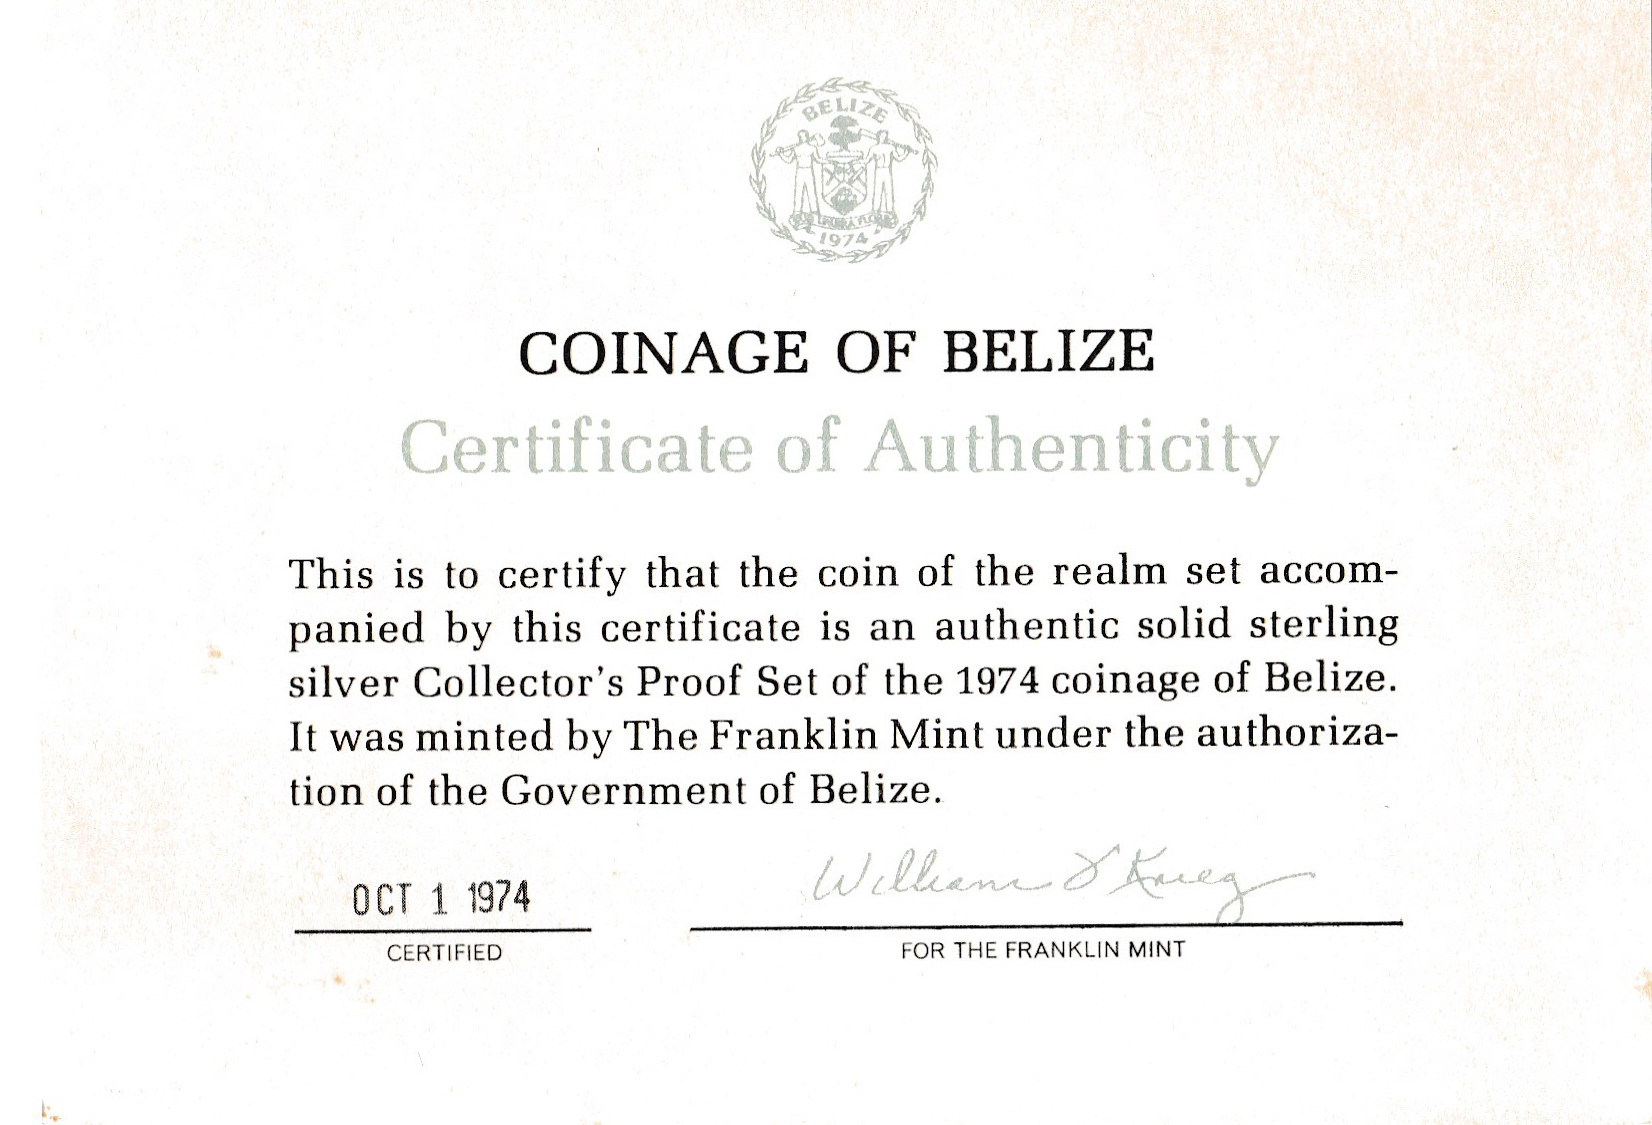 BELIZE
1974
COINAGE OF BELIZE
Certificate of Authenticity
This is to certify that the coin of the realm set accom-
panied by this certificate is an authentic solid sterling
silver Collector's Proof Set of the 1974 coinage of Belize.
It was minted by The Franklin Mint under the authoriza-
tion of the Government of Belize.
OCT 1 1974
William
CERTIFIED
FOR THE FRANKLIN MINT